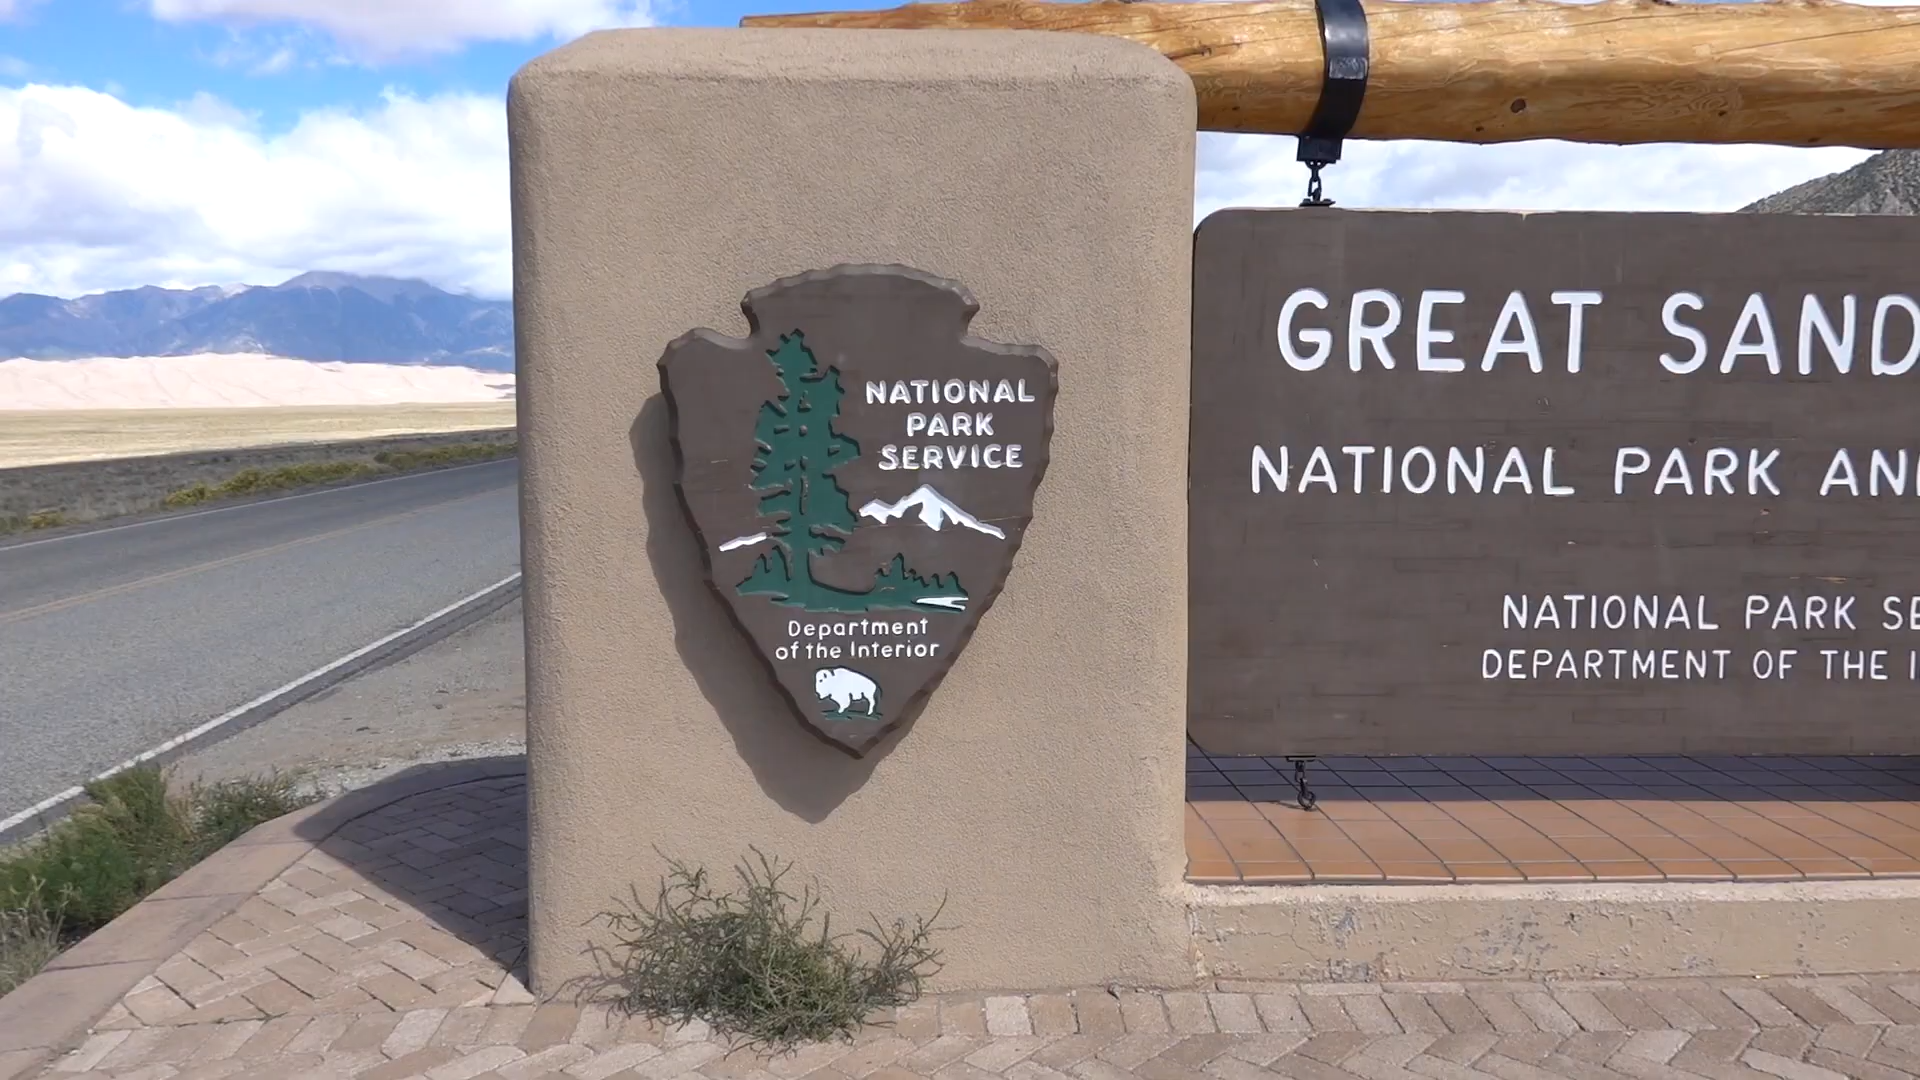 NATIONAL
PARK
SERVICE
Department
of the Interior
GREAT SAND
NATIONAL PARK AN
NATIONAL PARK SE
DEPARTMENT OF THE I